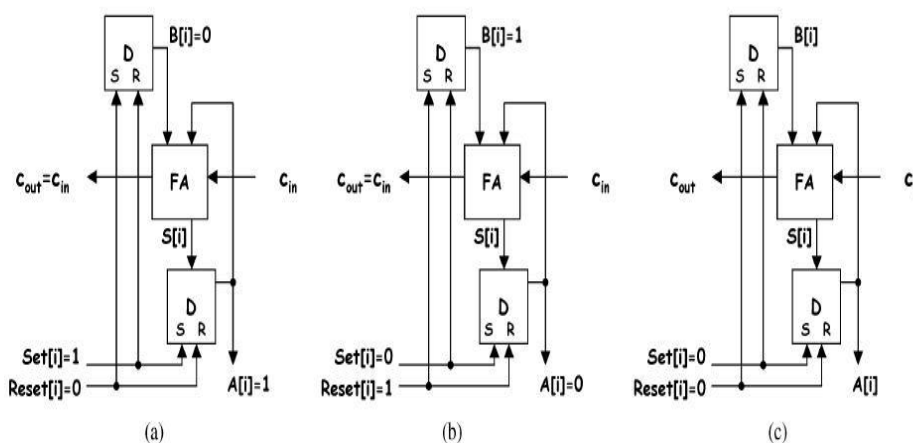 B[i]=0
D
S R
c_out=c_in
FA
c_in
S[i]
D
S R
Set[i]=1
Reset[i]=0
A[i]=1
(a)
B[i]=1
D
S R
c_out=c_in
FA
c_in
S[i]
D
S R
Set[i]=0
Reset[i]=1
A[i]=0
(b)
B[i]
D
S R
c_out
FA
c
S[i]
D
S R
Set[i]=0
Reset[i]=0
A[i]
(c)